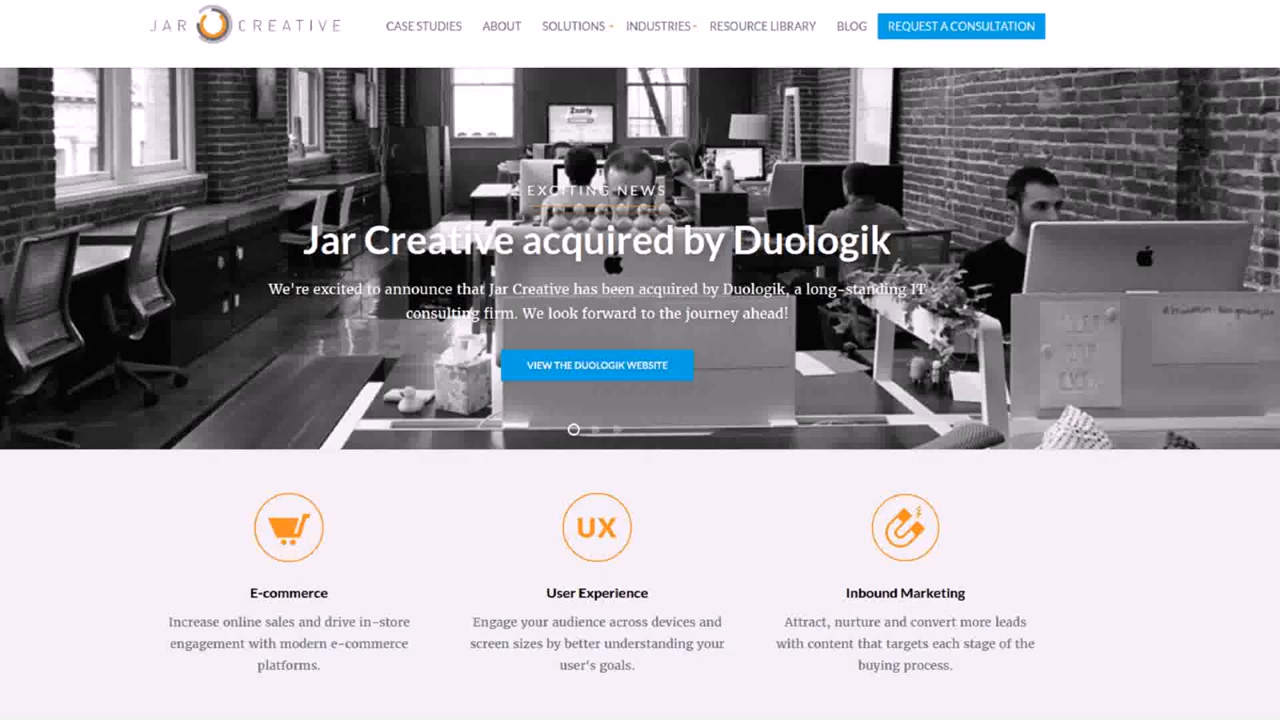 JAR CREATIVE
CASE STUDIES ABOUT SOLUTIONS INDUSTRIES RESOURCE LIBRARY BLOG REQUEST A CONSULTATION
Zaarly
EXCITING NEWS
Jar Creative acquired by Duologik
We're excited to announce that Jar Creative has been acquired by Duologik, a long-standing IT
consulting firm. We look forward to the journey ahead!
VIEW THE DUOLOGIK WEBSITE
UX
E-commerce User Experience Inbound Marketing
Increase online sales and drive in-store Engage your audience across devices and Attract, nurture and convert more leads
engagement with modern e-commerce screen sizes by better understanding your with content that targets each stage of the
platforms. user's goals. buying process.